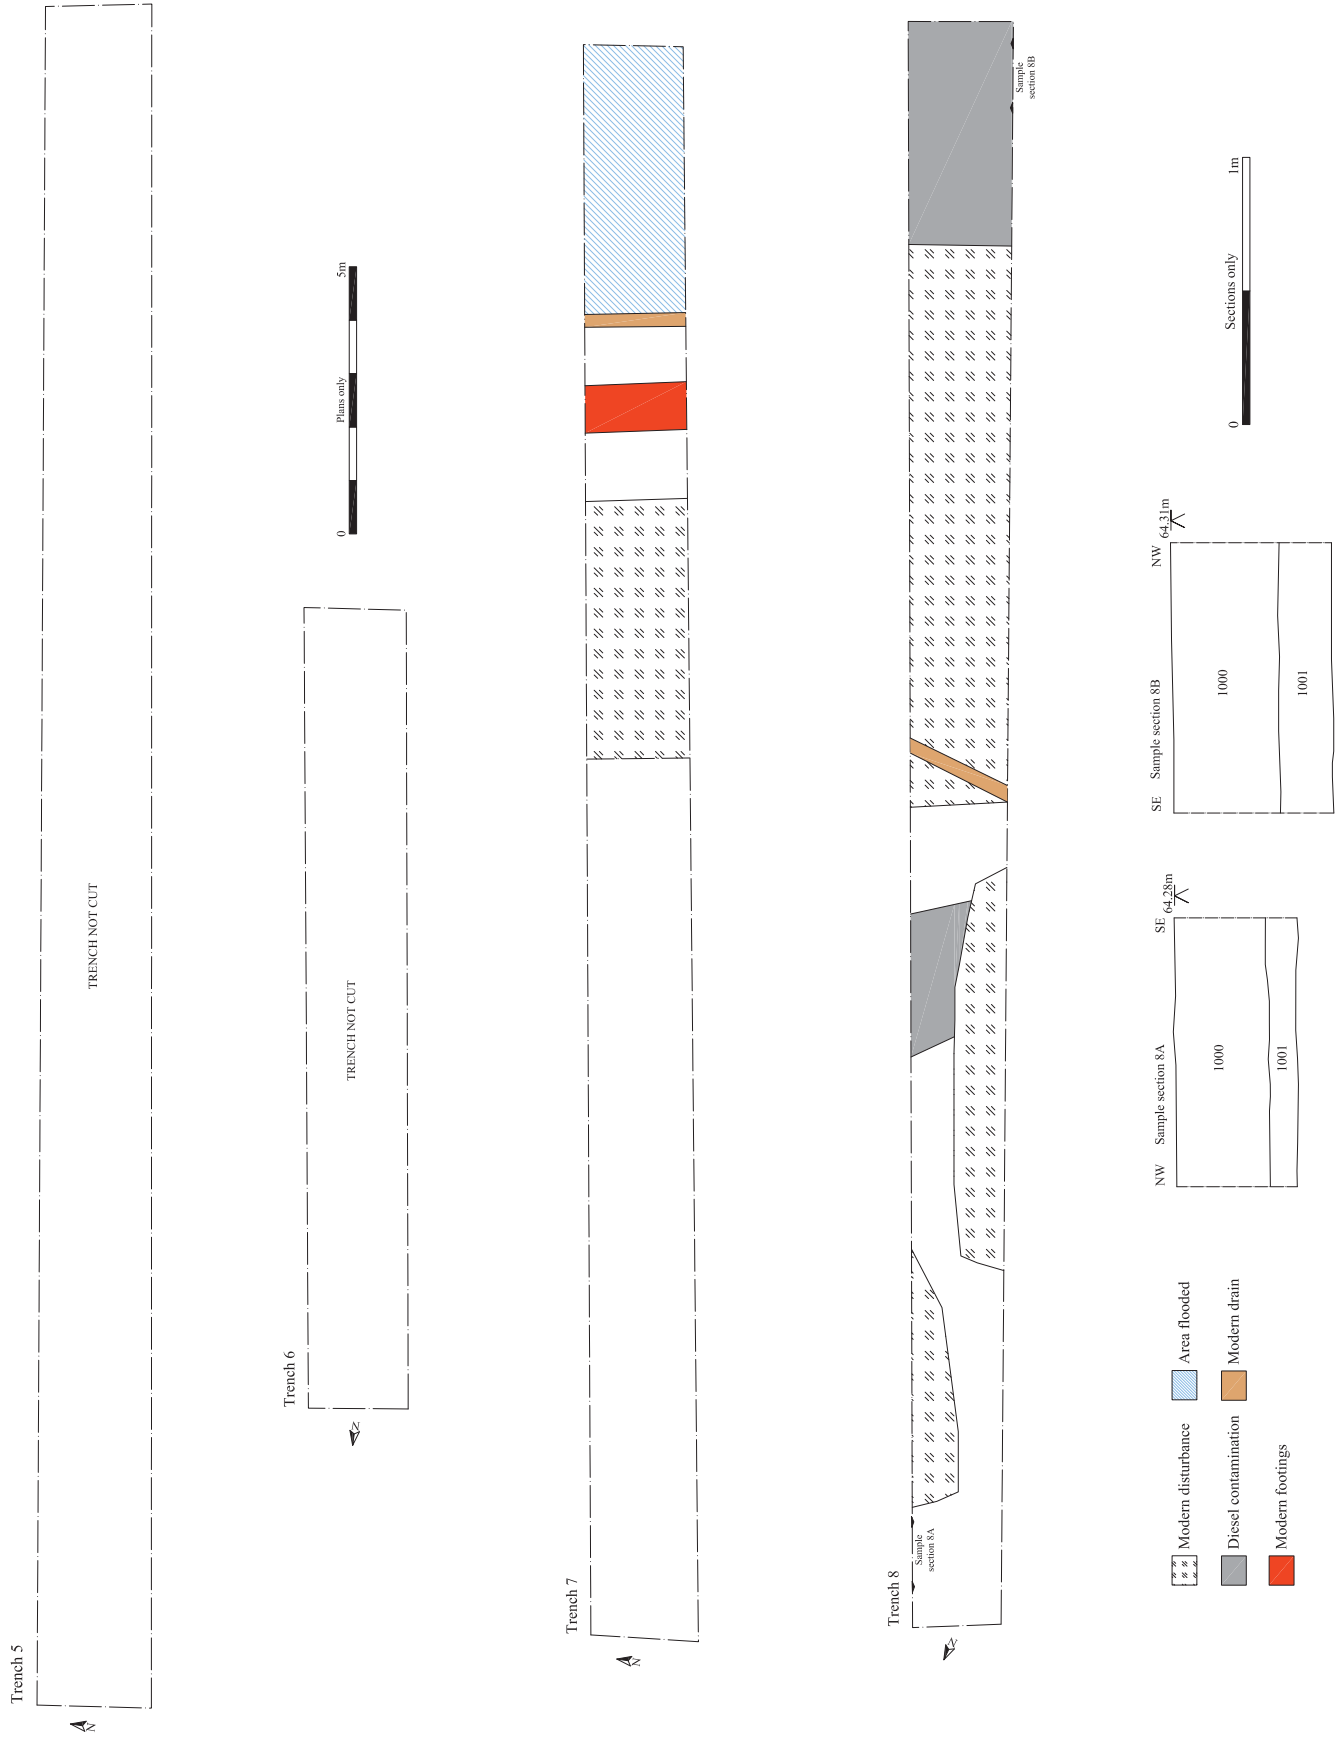 Trench 5
TRENCH NOT CUT
N
Trench 6
TRENCH NOT CUT
N
0
Plans only
5m
Trench 7
N
Trench 8
N
Sample
section 8A
Sample
section 8B
Modern disturbance
Area flooded
Diesel contamination
Modern drain
Modern footings
NW
Sample section 8A
SE
64.28m
1000
1001
SE
Sample section 8B
NW
64.31m
1000
1001
0
Sections only
1m